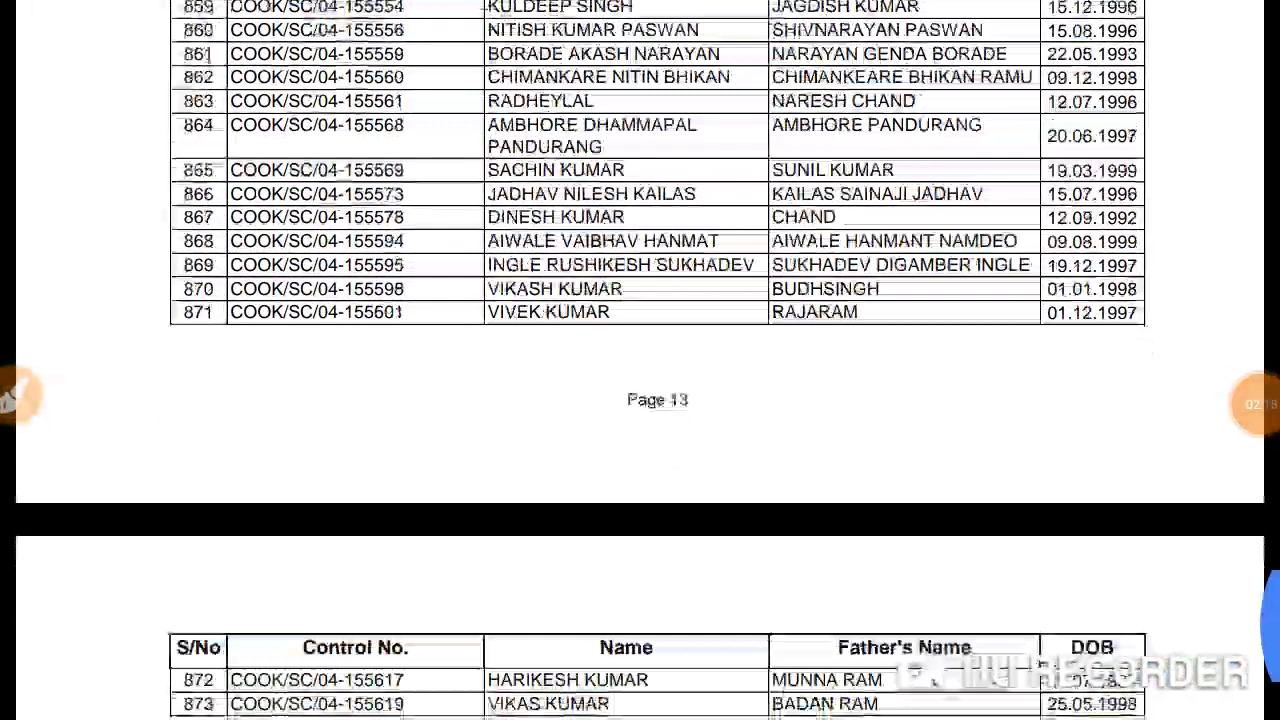 859 COOK/SC/04-155554 KULDEEP SINGH JAGDISH KUMAR 15.12.1996
860 COOK/SC/04-155556 NITISH KUMAR PASWAN SHIVNARAYAN PASWAN 15.08.1996
861 COOK/SC/04-155559 BORADE AKASH NARAYAN NARAYAN GENDA BORADE 22.05.1993
862 COOK/SC/04-155560 CHIMANKARE NITIN BHIKAN CHIMANKEARE BHIKAN RAMU 09.12.1998
863 COOK/SC/04-155561 RADHEYLAL NARESH CHAND 12.07.1996
864 COOK/SC/04-155568 AMBHORE DHAMMAPAL PANDURANG AMBHORE PANDURANG 20.06.1997
865 COOK/SC/04-155569 SACHIN KUMAR SUNIL KUMAR 19.03.1999
866 COOK/SC/04-155573 JADHAV NILESH KAILAS KAILAS SAINAJI JADHAV 15.07.1996
867 COOK/SC/04-155578 DINESH KUMAR CHAND 12.09.1992
868 COOK/SC/04-155594 AIWALE VAIBHAV HANMAT AIWALE HANMANT NAMDEO 09.08.1999
869 COOK/SC/04-155595 INGLE RUSHIKESH SUKHADEV SUKHADEV DIGAMBER INGLE 19.12.1997
870 COOK/SC/04-155598 VIKASH KUMAR BUDHSINGH 01.01.1998
871 COOK/SC/04-155601 VIVEK KUMAR RAJARAM 01.12.1997
Page 13
02:18
S/No Control No. Name Father's Name DOB
872 COOK/SC/04-155617 HARIKESH KUMAR MUNNA RAM
RECORDER
873 COOK/SC/04-155619 VIKAS KUMAR BADAN RAM 25.05.1998